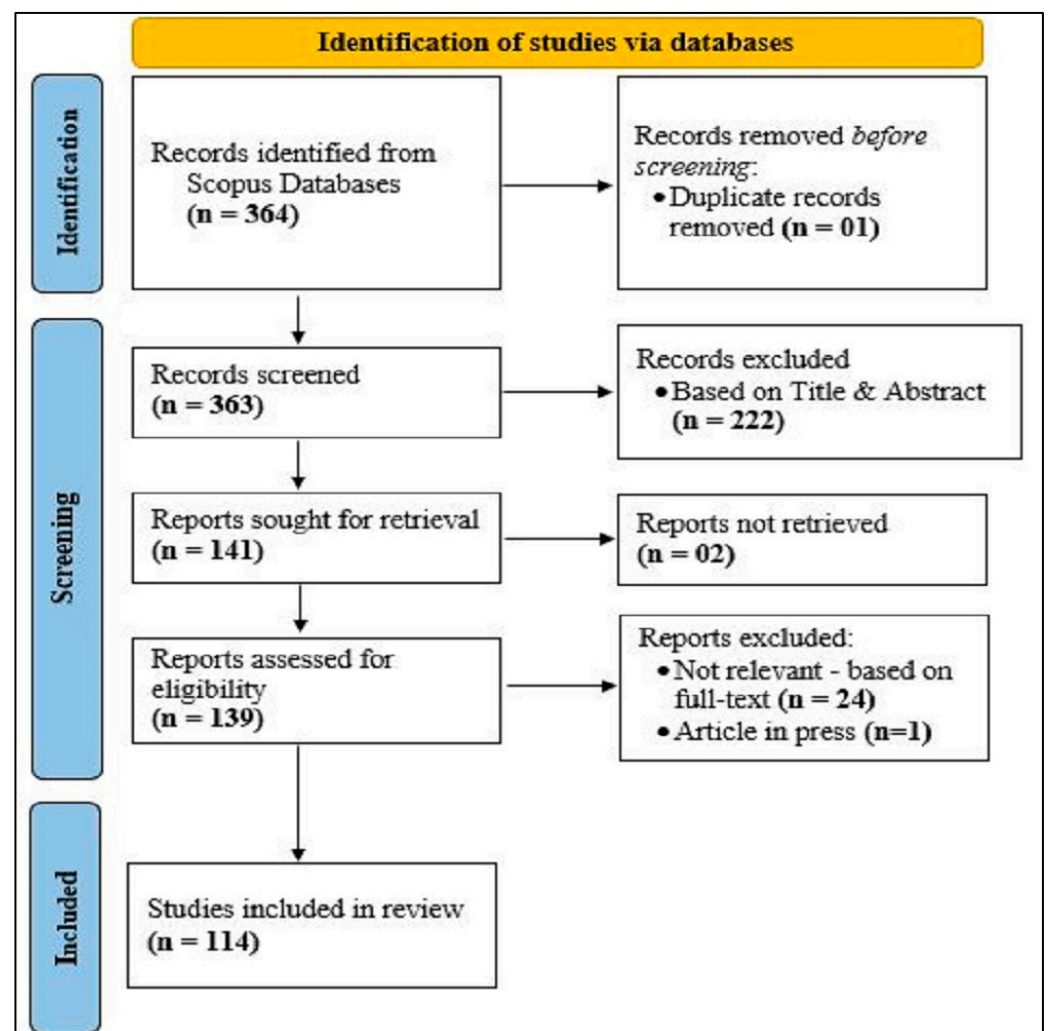 Identification of studies via databases
Identification
Records identified from
Scopus Databases
(n = 364)
Records removed before
screening:
•Duplicate records
removed (n = 01)
Screening
Records screened
(n = 363)
Records excluded
•Based on Title & Abstract
(n = 222)
Reports sought for retrieval
(n = 141)
Reports not retrieved
(n = 02)
Reports assessed for
eligibility
(n = 139)
Reports excluded:
•Not relevant - based on
full-text (n = 24)
•Article in press (n=1)
Included
Studies included in review
(n = 114)